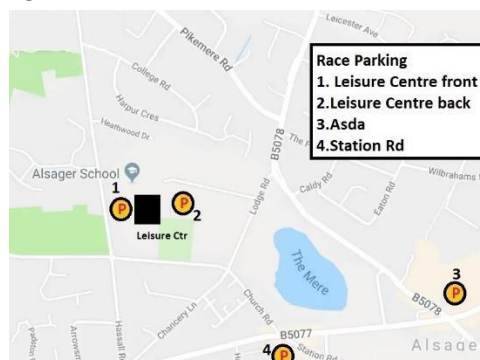 Leicester Ave
Pikemere Rd
College Rd
Harpur Cres
Heathwood Dr
Race Parking
1. Leisure Centre front
2.Leisure Centre back
3.Asda
4.Station Rd
B5078
The
Alsager School
Wilbrahams
Caldy Rd
Eaton Rd
Lodge Rd
1
P
P
2
Leisure Ctr
The Mere
3
P
B5078
Hassall Rd
Chancery Ln
Church Rd
B5077
Alsage
4
P
Station Rd